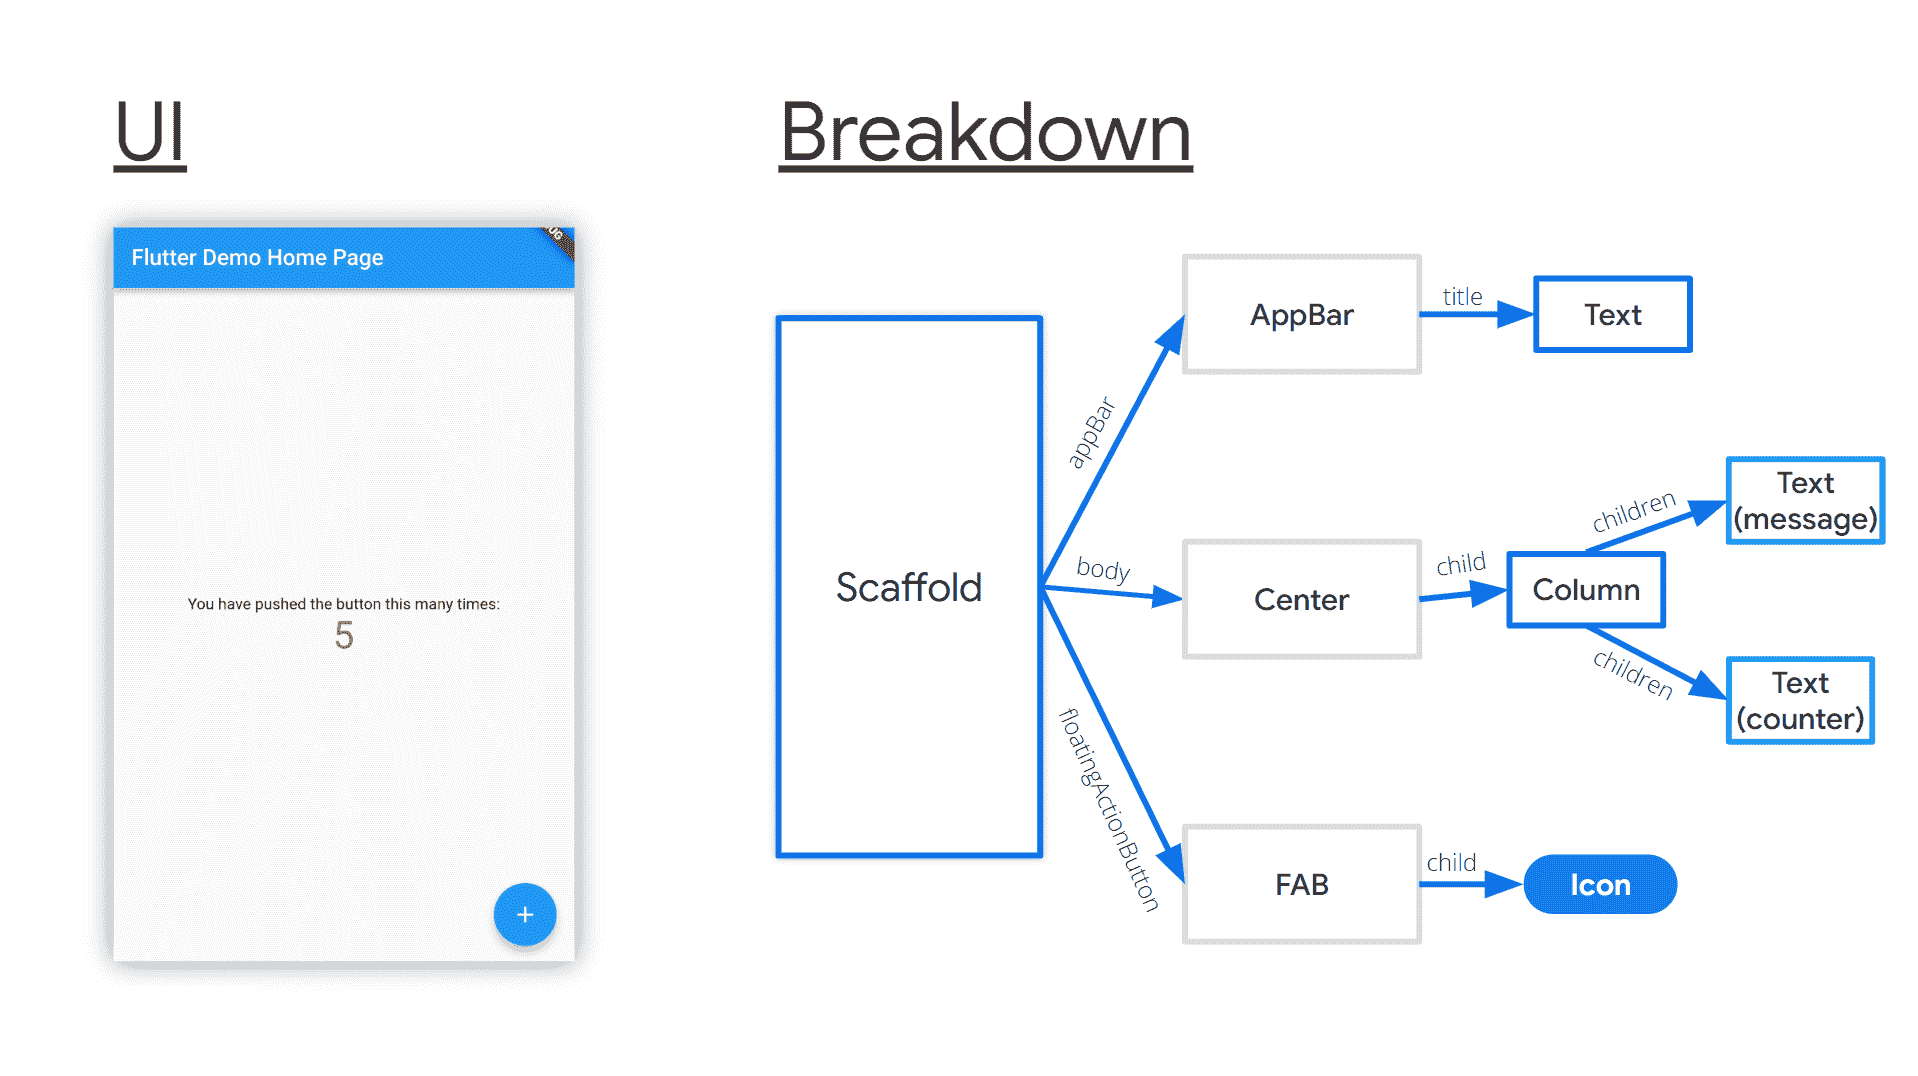 UI
Breakdown
Flutter Demo Home Page
UG
You have pushed the button this many times:
5
+
Scaffold
appBar
body
floatingActionButton
AppBar
title
Text
Center
child
Column
children
Text
(message)
children
Text
(counter)
FAB
child
Icon